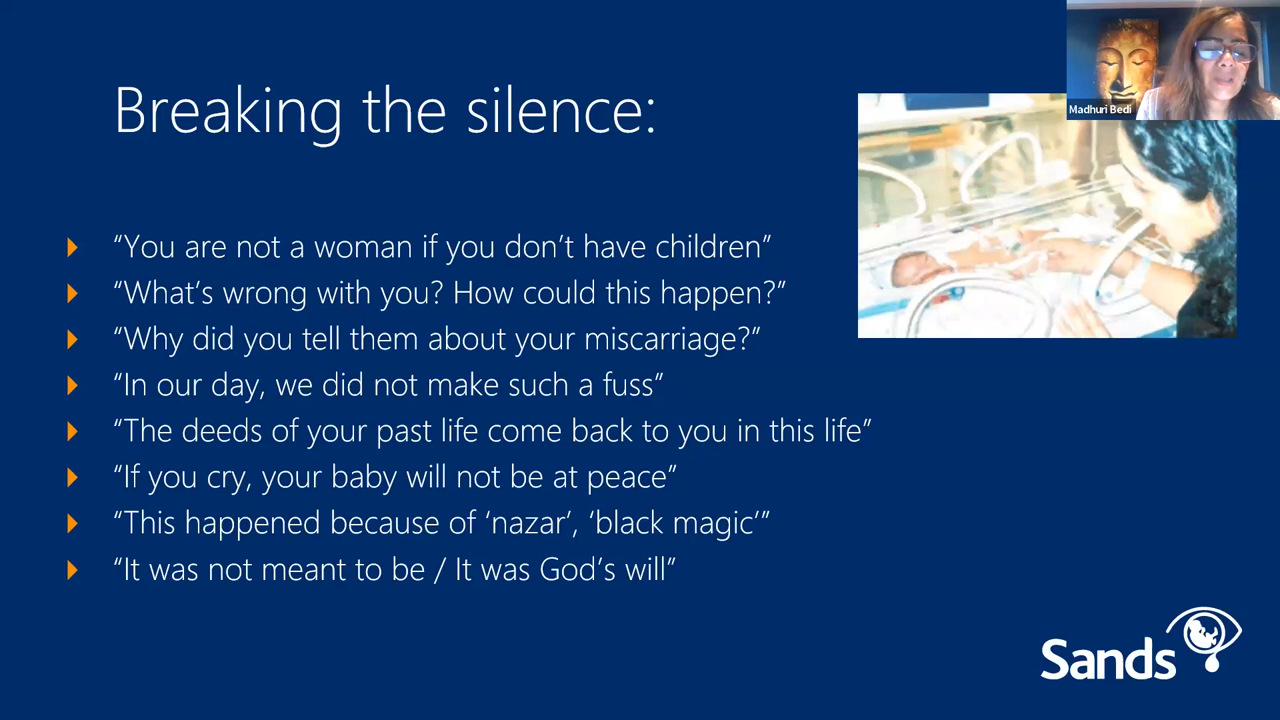 Breaking the silence:
Madhuri Bedi
“You are not a woman if you don’t have children”
“What’s wrong with you? How could this happen?”
“Why did you tell them about your miscarriage?”
“In our day, we did not make such a fuss”
“The deeds of your past life come back to you in this life”
“If you cry, your baby will not be at peace”
“This happened because of ‘nazar’, ‘black magic’”
“It was not meant to be / It was God’s will”
Sands